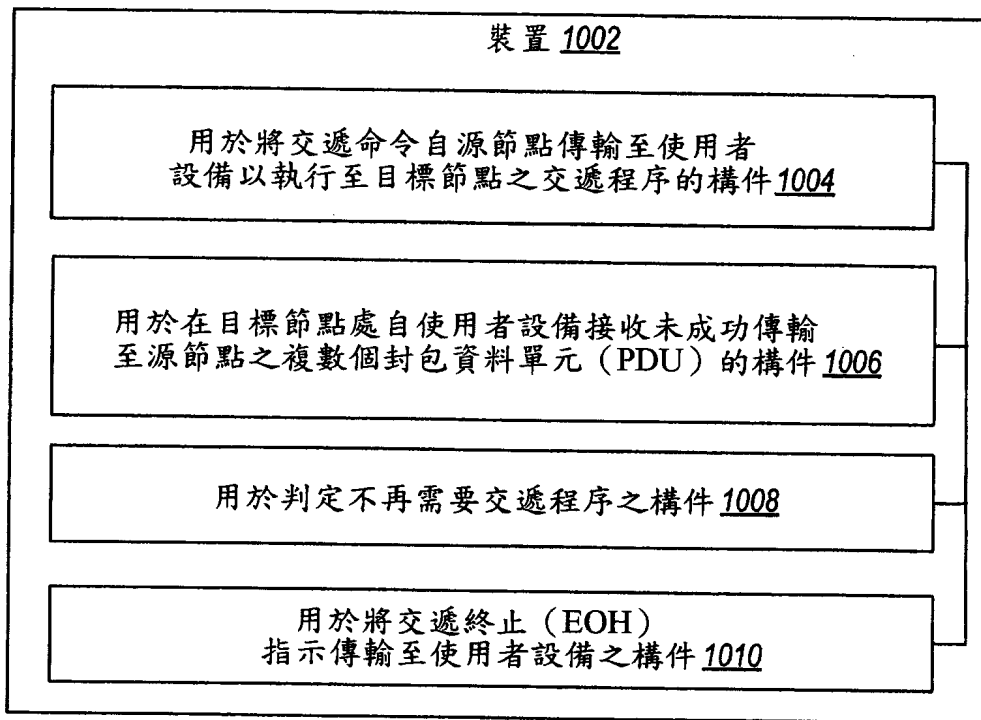 裝置 1002
用於將交遞命令自源節點傳輸至使用者
設備以執行至目標節點之交遞程序的構件 1004
用於在目標節點處自使用者設備接收未成功傳輸
至源節點之複數個封包資料單元（PDU）的構件 1006
用於判定不再需要交遞程序之構件 1008
用於將交遞終止（EOH）
指示傳輸至使用者設備之構件 1010